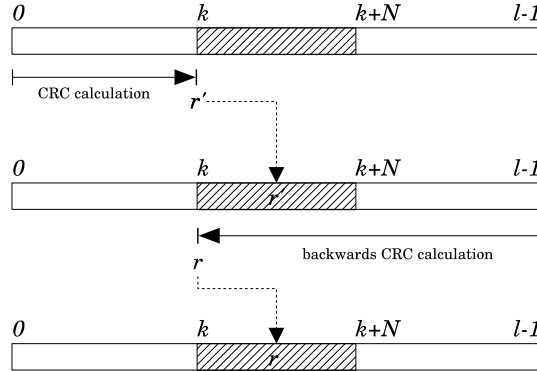 0 k k+N l-1
CRC calculation
r'
0 k k+N l-1
r'
backwards CRC calculation
r
0 k k+N l-1
r